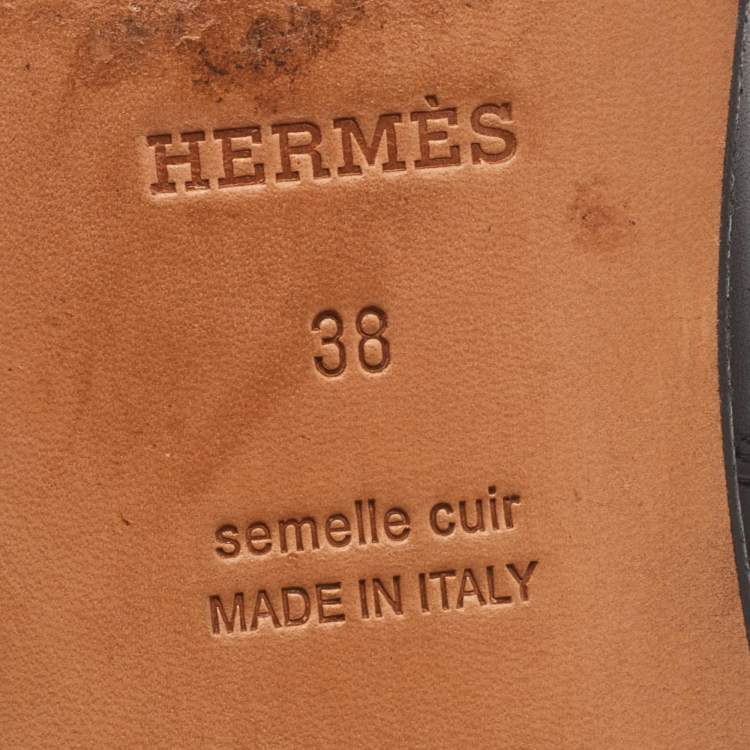 HERMÈS
38
semelle cuir
MADE IN ITALY